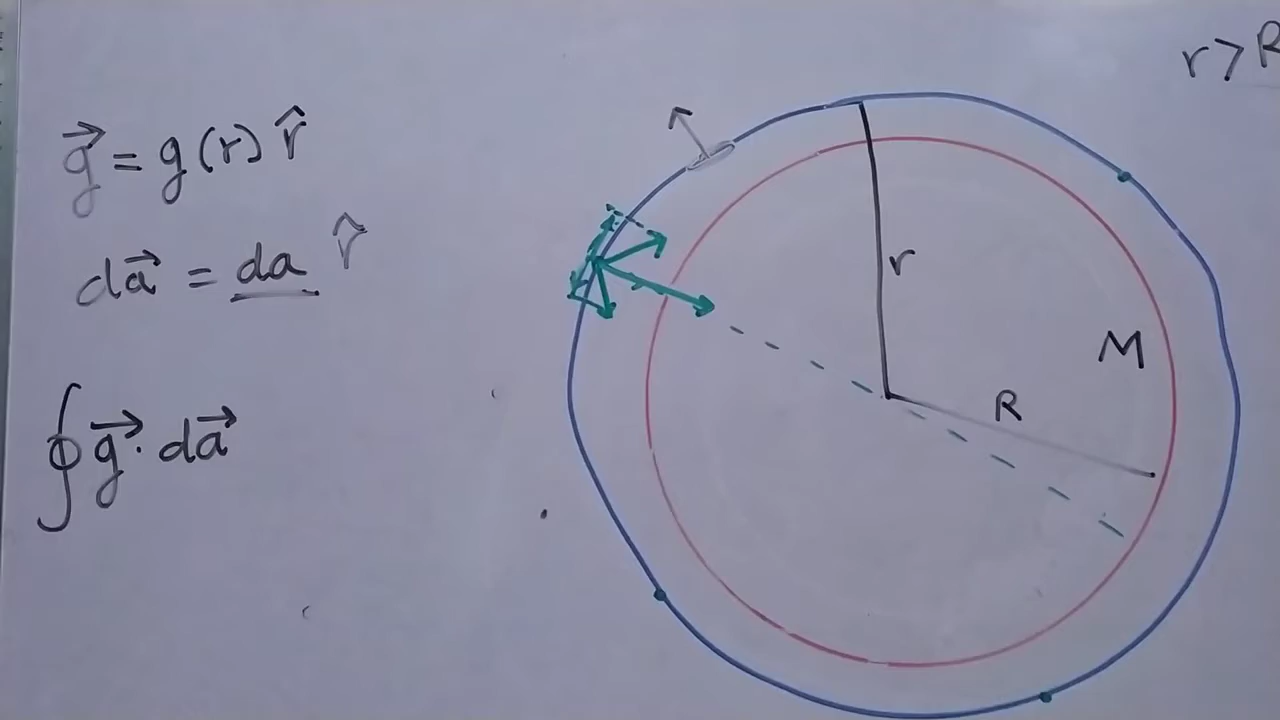 r > R
g⃗ = g(r) r̂
da⃗ = da r̂
∮ g⃗ · da⃗
r
M
R